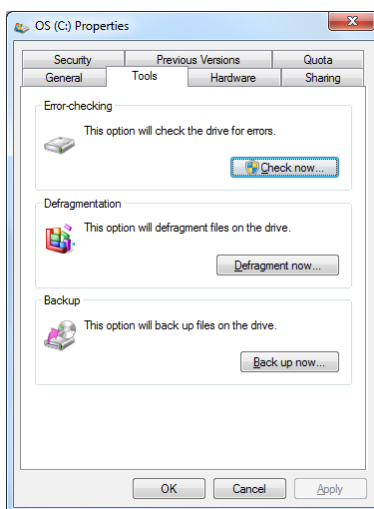 OS (C:) Properties
Security Previous Versions Quota
General Tools Hardware Sharing
Error-checking
This option will check the drive for errors.
Check now...
Defragmentation
This option will defragment files on the drive.
Defragment now...
Backup
This option will back up files on the drive.
Back up now...
OK Cancel Apply